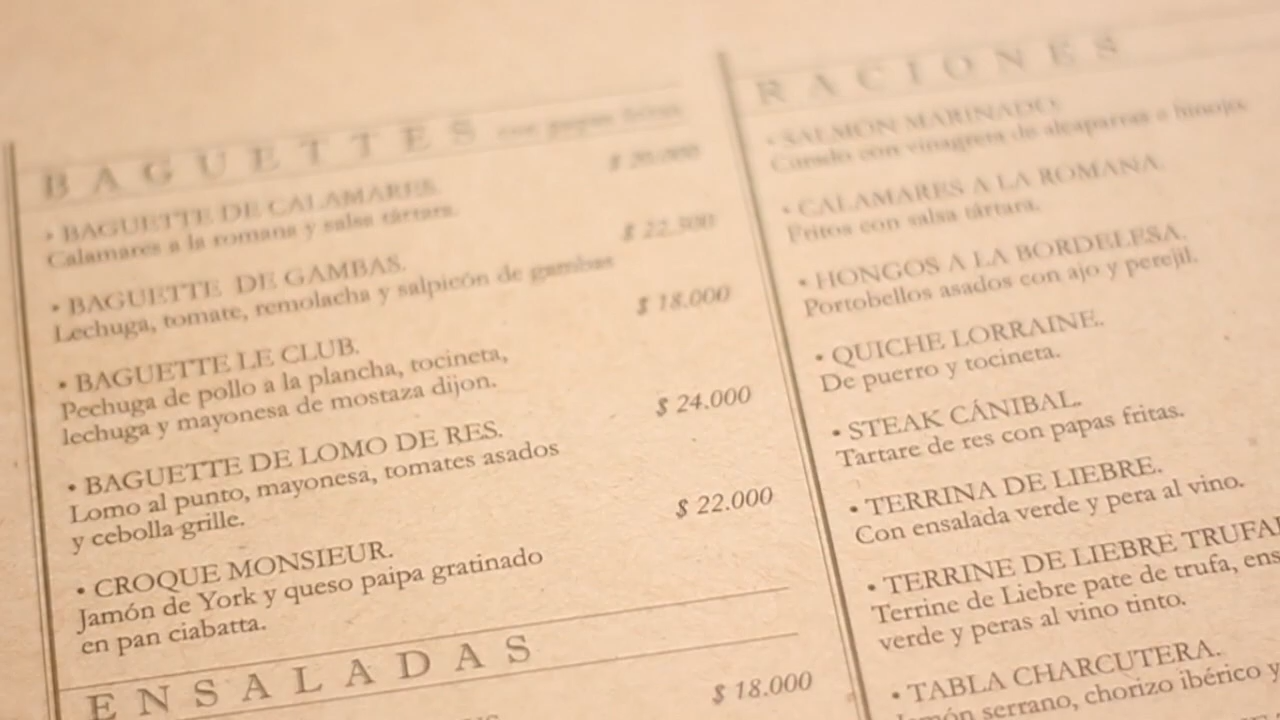 BAGUETTES con papas fritas
• BAGUETTE DE CALAMARES.
$ 20.000
Calamares a la romana y salsa tártara.
• BAGUETTE DE GAMBAS.
$ 22.500
Lechuga, tomate, remolacha y salpicón de gambas
• BAGUETTE LE CLUB.
$ 18.000
Pechuga de pollo a la plancha, tocineta,
lechuga y mayonesa de mostaza dijon.
• BAGUETTE DE LOMO DE RES.
$ 24.000
Lomo al punto, mayonesa, tomates asados
y cebolla grille.
• CROQUE MONSIEUR.
$ 22.000
Jamón de York y queso paipa gratinado
en pan ciabatta.
ENSALADAS
$ 18.000
RACIONES
• SALMON MARINADO.
Curado con vinagreta de alcaparras e hinojo.
• CALAMARES A LA ROMANA.
Fritos con salsa tártara.
• HONGOS A LA BORDELESA.
Portobellos asados con ajo y perejil.
• QUICHE LORRAINE.
De puerro y tocineta.
• STEAK CÁNIBAL.
Tartare de res con papas fritas.
• TERRINA DE LIEBRE.
Con ensalada verde y pera al vino.
• TERRINE DE LIEBRE TRUFA
Terrine de Liebre pate de trufa, ens
verde y peras al vino tinto.
• TABLA CHARCUTERA.
Jamón serrano, chorizo ibérico y